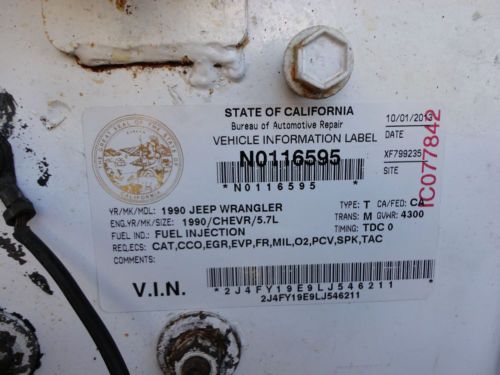 STATE OF CALIFORNIA
Bureau of Automotive Repair
VEHICLE INFORMATION LABEL
N0116595
*N0116595*
10/01/2013
DATE
XF799235
SITE
IC077842
YR/MK/MDL: 1990 JEEP WRANGLER
ENG.YR/MK/SIZE: 1990/CHEVR/5.7L
FUEL IND.: FUEL INJECTION
REQ.ECS: CAT,CCO,EGR,EVP,FR,MIL,O2,PCV,SPK,TAC
COMMENTS:
TYPE: T CA/FED: CA
TRANS: M GVWR: 4300
TIMING: TDC 0
V.I.N.
*2J4FY19E9LJ546211*
2J4FY19E9LJ546211